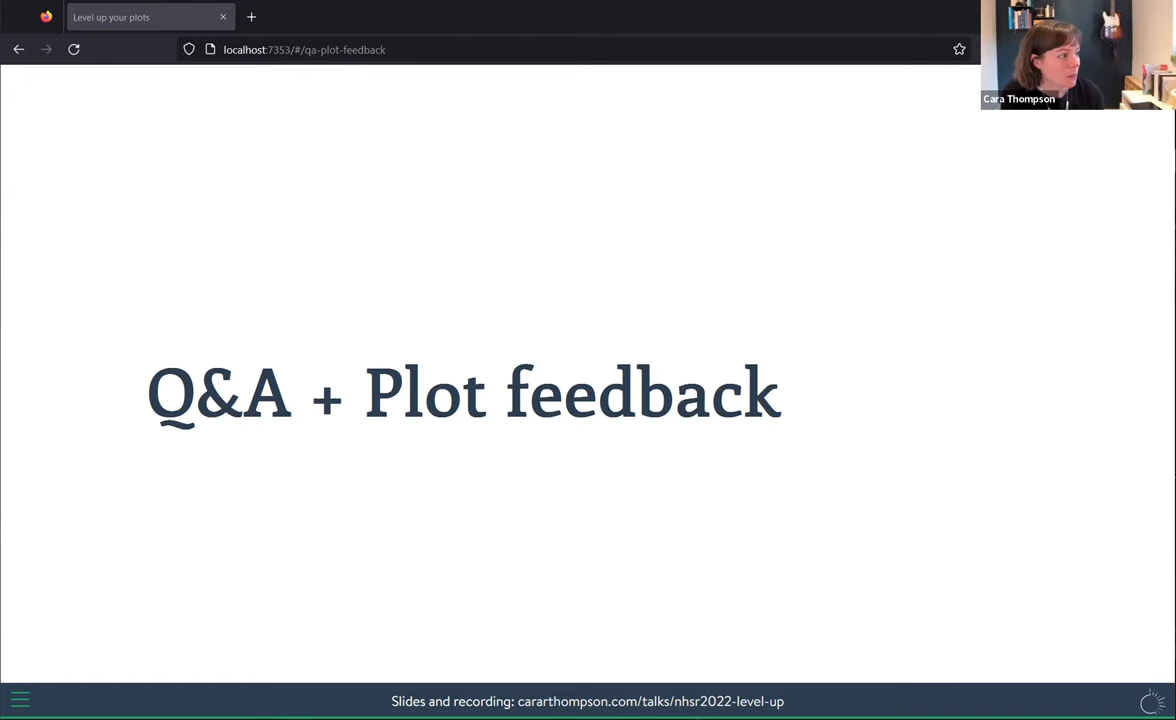 Level up your plots
localhost:7353/#/qa-plot-feedback
Cara Thompson
Q&A + Plot feedback
Slides and recording: cararthompson.com/talks/nhsr2022-level-up